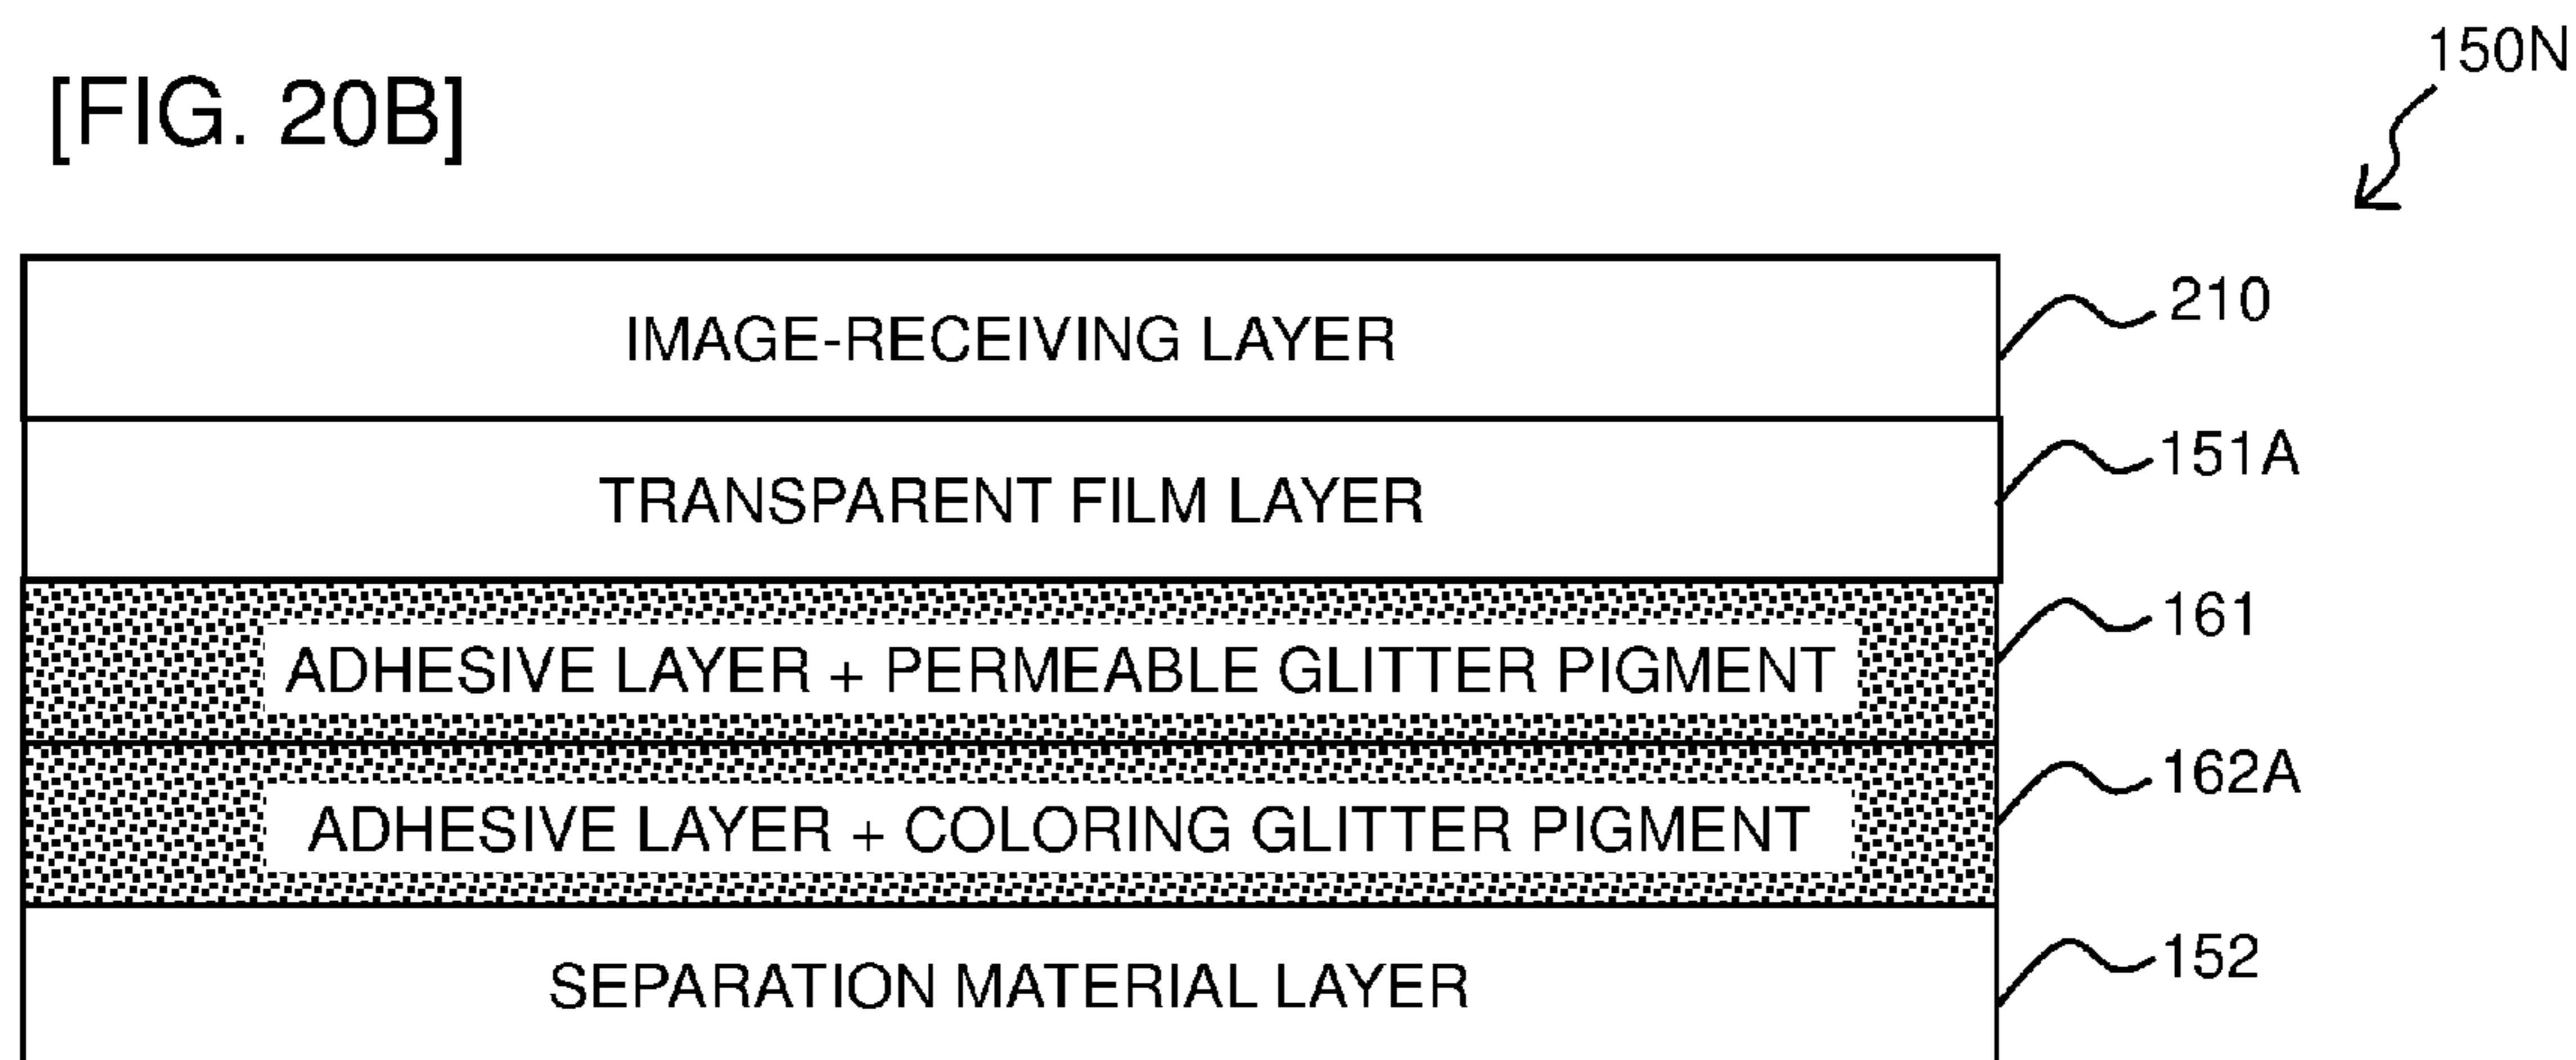 150N
[FIG. 20B]
IMAGE-RECEIVING LAYER 210
TRANSPARENT FILM LAYER 151A
ADHESIVE LAYER + PERMEABLE GLITTER PIGMENT 161
ADHESIVE LAYER + COLORING GLITTER PIGMENT 162A
SEPARATION MATERIAL LAYER 152